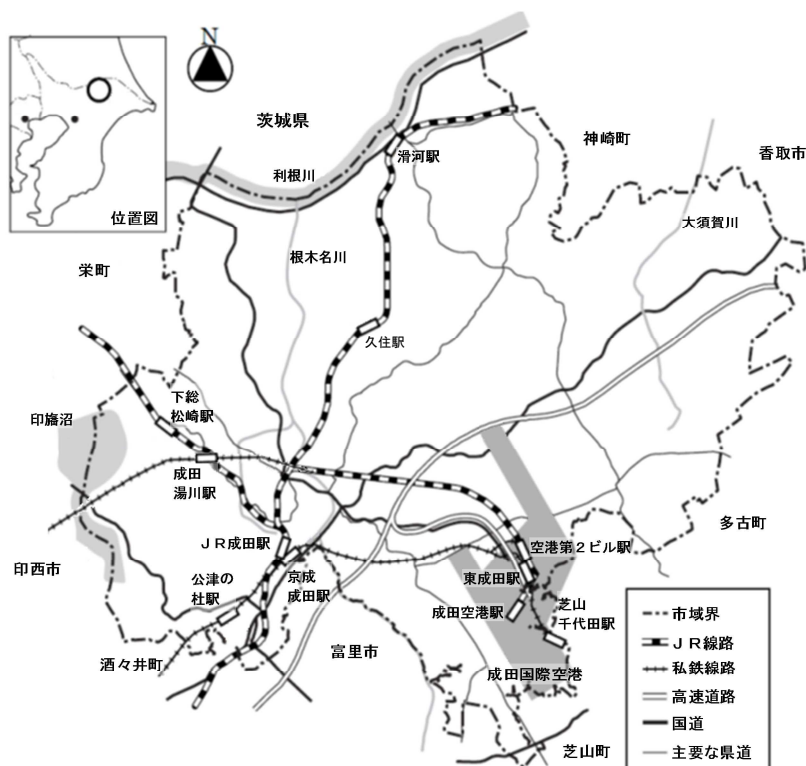 N
位置図
茨城県
利根川
滑河駅
神崎町
香取市
大須賀川
根木名川
栄町
久住駅
下総
松崎駅
印旛沼
成田
湯川駅
多古町
JR成田駅
空港第2ビル駅
印西市
公津の
杜駅
京成
成田駅
東成田駅
成田空港駅
芝山
千代田駅
酒々井町
富里市
成田国際空港
芝山町
市域界
JR線路
私鉄線路
高速道路
国道
主要な県道